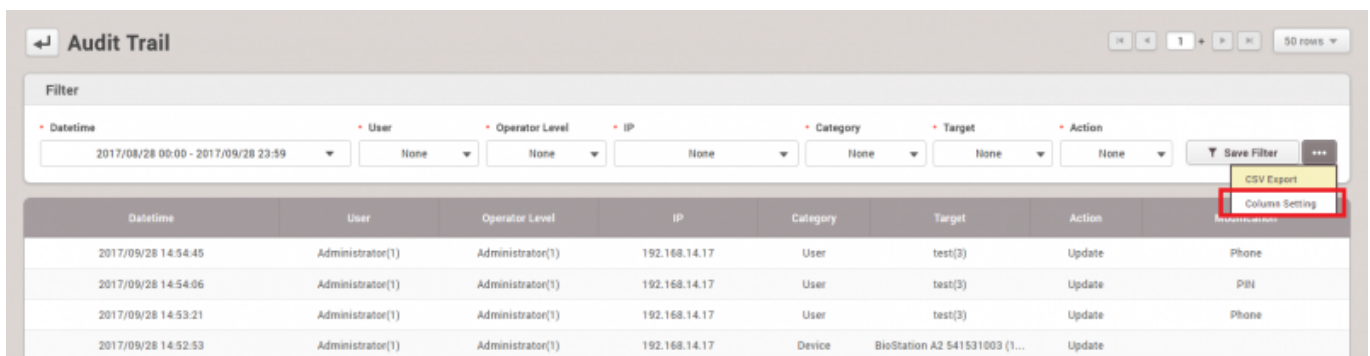 Audit Trail
1 + 50 rows
Filter
• Datetime • User • Operator Level • IP • Category • Target • Action
2017/08/28 00:00 - 2017/09/28 23:59 None None None None None None Save Filter ...
CSV Export
Column Setting
Datetime User Operator Level IP Category Target Action Modification
2017/09/28 14:54:45 Administrator(1) Administrator(1) 192.168.14.17 User test(3) Update Phone
2017/09/28 14:54:06 Administrator(1) Administrator(1) 192.168.14.17 User test(3) Update PIN
2017/09/28 14:53:21 Administrator(1) Administrator(1) 192.168.14.17 User test(3) Update Phone
2017/09/28 14:52:53 Administrator(1) Administrator(1) 192.168.14.17 Device BioStation A2 541531003 (1... Update